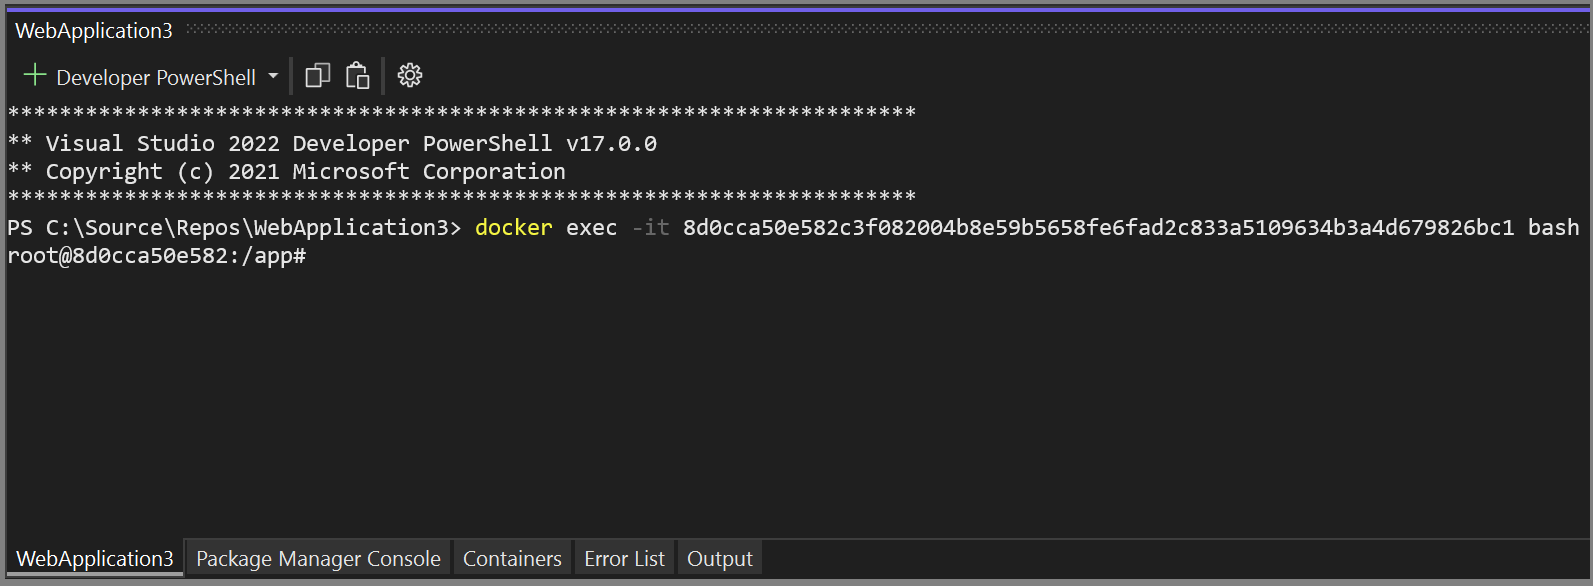 WebApplication3
Developer PowerShell
**********************************************************************
** Visual Studio 2022 Developer PowerShell v17.0.0
** Copyright (c) 2021 Microsoft Corporation
**********************************************************************
PS C:\Source\Repos\WebApplication3> docker exec -it 8d0cca50e582c3f082004b8e59b5658fe6fad2c833a5109634b3a4d679826bc1 bash
root@8d0cca50e582:/app#
WebApplication3 Package Manager Console Containers Error List Output